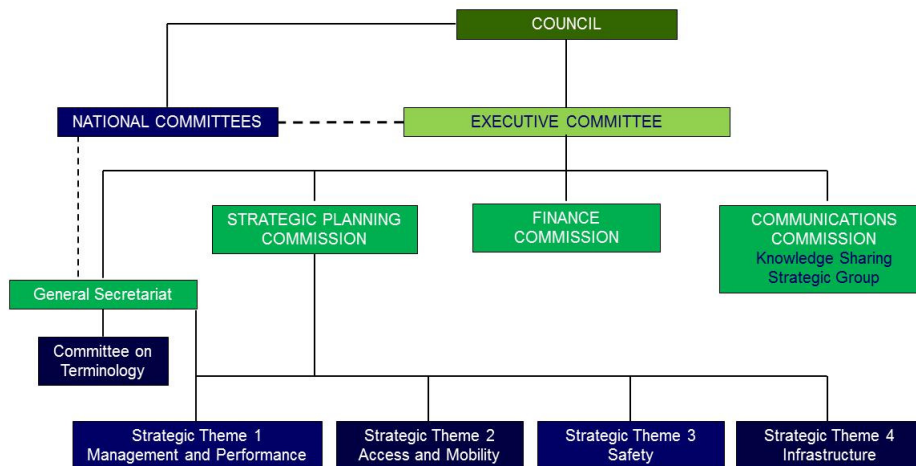 COUNCIL
NATIONAL COMMITTEES
EXECUTIVE COMMITTEE
STRATEGIC PLANNING
COMMISSION
FINANCE
COMMISSION
COMMUNICATIONS
COMMISSION
Knowledge Sharing
Strategic Group
General Secretariat
Committee on
Terminology
Strategic Theme 1
Management and Performance
Strategic Theme 2
Access and Mobility
Strategic Theme 3
Safety
Strategic Theme 4
Infrastructure